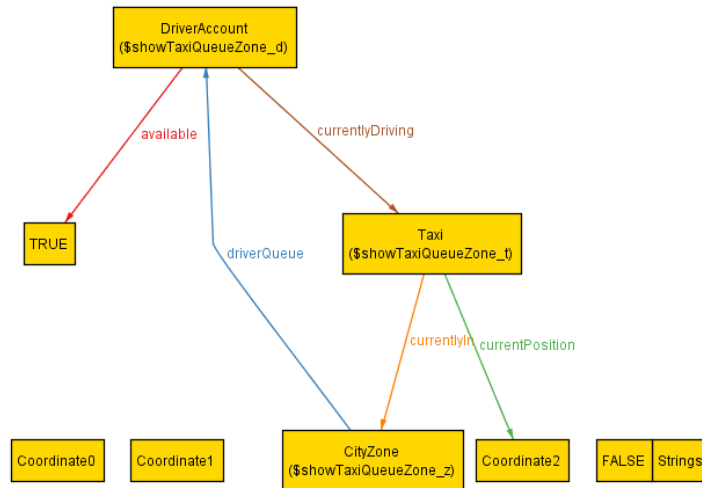 DriverAccount
($showTaxiQueueZone_d)
available
currentlyDriving
TRUE
driverQueue
Taxi
($showTaxiQueueZone_t)
currentlyIn
currentPosition
Coordinate0
Coordinate1
CityZone
($showTaxiQueueZone_z)
Coordinate2
FALSE
Strings